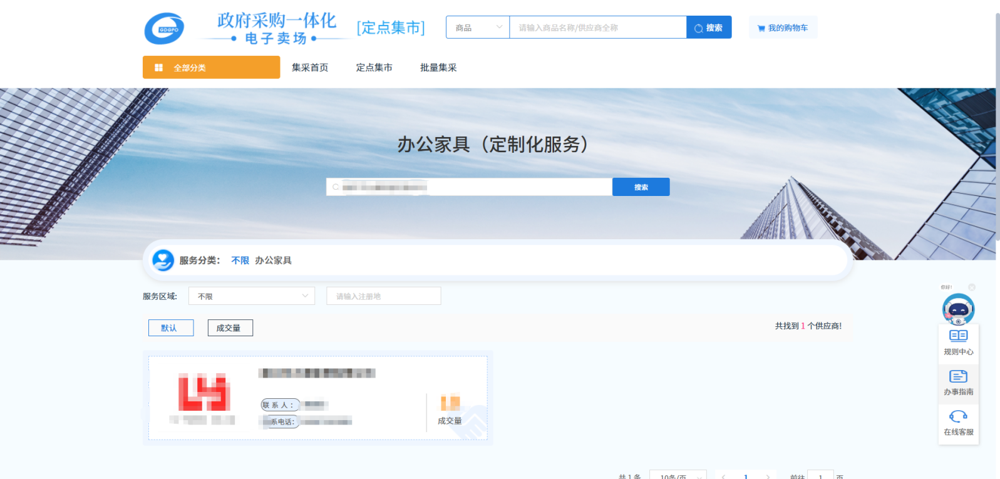 GDGPO
政府采购一体化
电子卖场
[定点集市]
商品
请输入商品名称/供应商全称
搜索
我的购物车
全部分类
集采首页
定点集市
批量集采
办公家具（定制化服务）
搜索
服务分类：
不限
办公家具
服务区域:
不限
请输入注册地
默认
成交量
共找到 1 个供应商!
联 系 人 ：
系电话:
成交量
你好!
规则中心
办事指南
在线客服
共 1 条
10条/页
1
前往
1
页